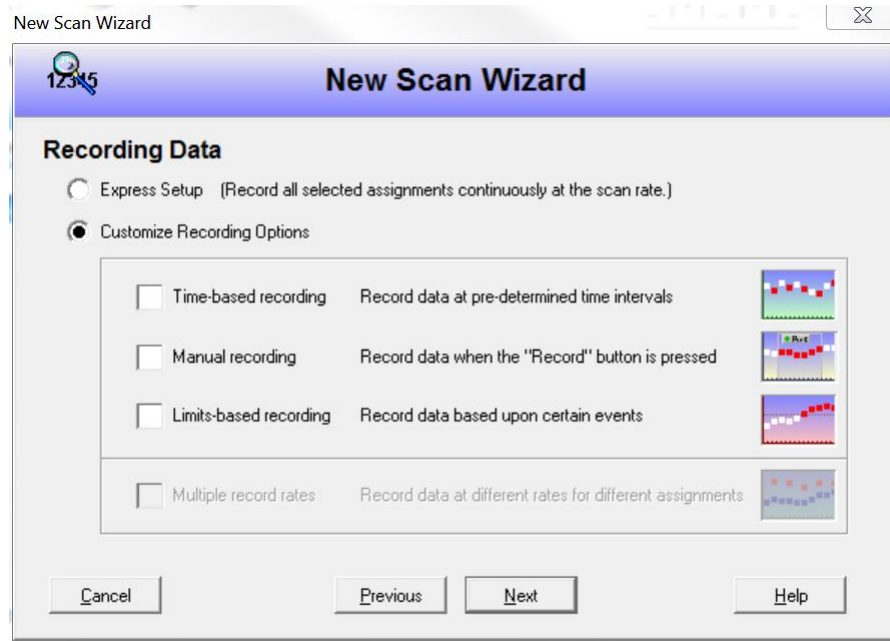 New Scan Wizard
12345
New Scan Wizard
Recording Data
Express Setup (Record all selected assignments continuously at the scan rate.)
Customize Recording Options
Time-based recording Record data at pre-determined time intervals
Manual recording Record data when the "Record" button is pressed
Limits-based recording Record data based upon certain events
Multiple record rates Record data at different rates for different assignments
Cancel Previous Next Help